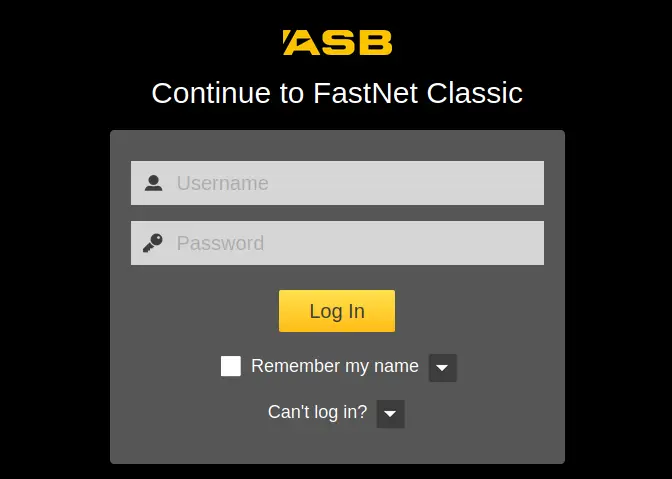 ASB
Continue to FastNet Classic
Username
Password
Log In
Remember my name
Can't log in?